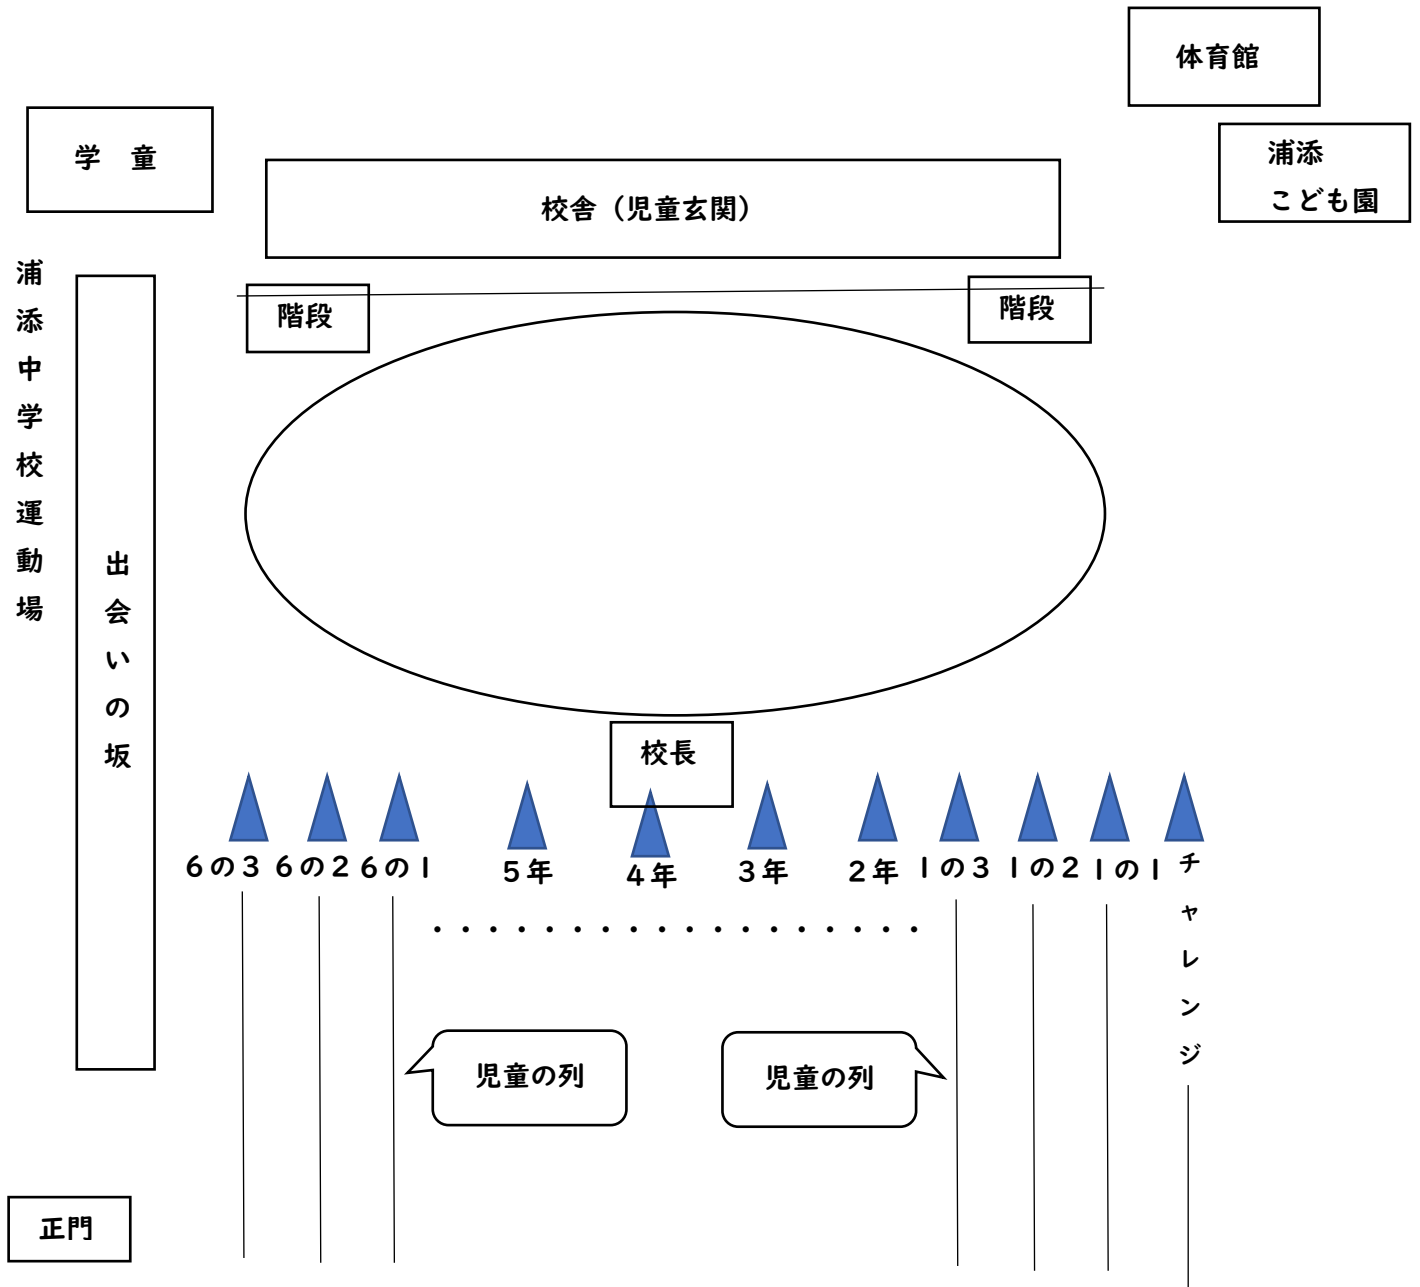 体育館
学　童
浦添
こども園
校舎（児童玄関）
浦添中学校運動場
階段
階段
出会いの坂
校長
６の３
６の２
６の１
５年
４年
３年
２年
１の３
１の２
１の１
チャレンジ
・・・・・・・・・・・・・・・・・・
児童の列
児童の列
正門